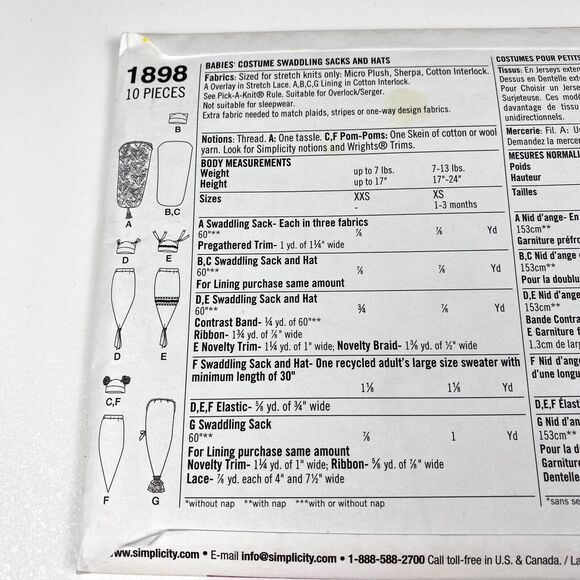 1898
10 PIECES
B
A
B,C
D
E
D
E
C,F
F
G
BABIES' COSTUME SWADDLING SACKS AND HATS
Fabrics: Sized for stretch knits only: Micro Plush, Sherpa, Cotton Interlock.
A Overlay in Stretch Lace. A,B,C,G Lining in Cotton Interlock.
See Pick-A-Knit® Rule. Suitable for Overlock/Serger.
Not suitable for sleepwear.
Extra fabric needed to match plaids, stripes or one-way design fabrics.
Notions: Thread. A: One tassle. C,F Pom-Poms: One Skein of cotton or wool
yarn. Look for Simplicity notions and Wrights® Trims.
BODY MEASUREMENTS
Weight up to 7 lbs. 7-13 lbs.
Height up to 17" 17"-24"
Sizes XXS XS
- 1-3 months
A Swaddling Sack- Each in three fabrics
60"** ⅞ ⅞ Yd
Pregathered Trim- 1 yd. of 1¼" wide
B,C Swaddling Sack and Hat
60"** ⅞ ⅞ Yd
For Lining purchase same amount
D,E Swaddling Sack and Hat
60"** ¾ ⅞ Yd
Contrast Band- ¼ yd. of 60"**
Ribbon- 1¾ yd. of ⅞" wide
E Novelty Trim- 1¼ yd. of 1" wide; Novelty Braid- 1⅜ yd. of ½" wide
F Swaddling Sack and Hat- One recycled adult's large size sweater with
minimum length of 30"
1⅛ 1⅛ Yd
D,E,F Elastic- ⅝ yd. of ¾" wide
G Swaddling Sack
60"** ⅞ 1 Yd
For Lining purchase same amount
Novelty Trim- 1¼ yd. of 1" wide; Ribbon- ⅝ yd. of ⅞" wide
Lace- ⅞ yd. each of 4" and 7½" wide
*without nap **with nap ***with or without nap
www.simplicity.com • E-mail info@simplicity.com • 1-888-588-2700 Call toll-free in U.S. & Canada. / La
COSTUMES POUR PETITS
Tissus: En Jerseys exten
Dessus en Dentelle exten
Pour Choisir un Jersey
Surjeteuse. Ces mod
davantage de tissu
unidirectionnels.
Mercerie: Fil. A: Un
Demandez la mercer
MESURES NORMALI
Poids
Hauteur
Tailles
A Nid d'ange- En
153cm**
Garniture préfro
B,C Nid d'ange
153cm**
Pour la doublu
D,E Nid d'ange
153cm**
Bande Contra
E Garniture f
1.3cm de larg
F Nid d'ange
d'une longu
D,E,F Élast
G Nid d'an
153cm**
Pour la d
Garniture
Dentelle
*sans se